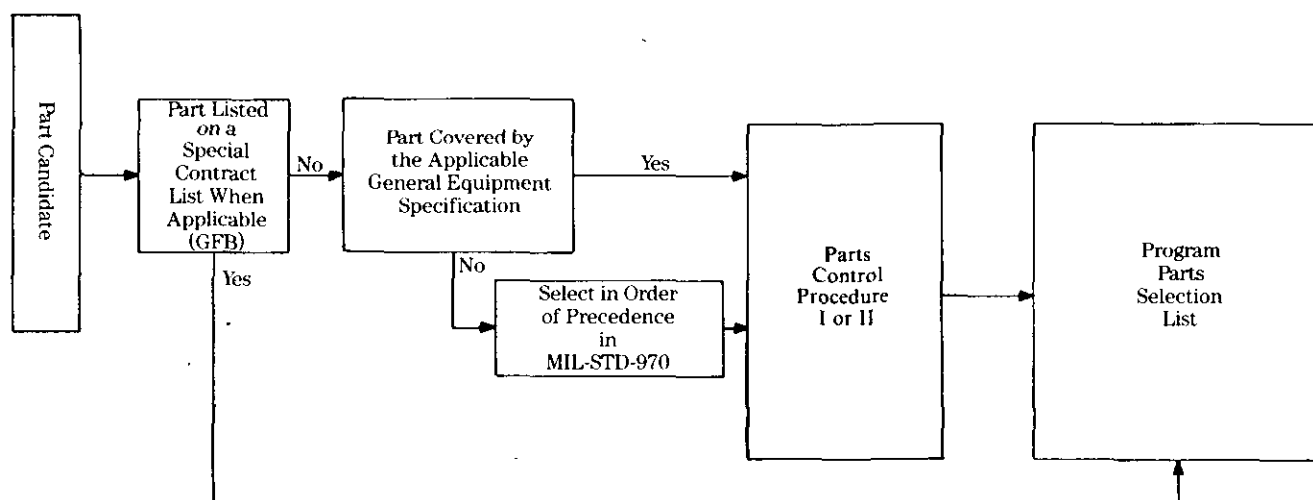 Part Candidate
Part Listed
on a
Special
Contract
List When
Applicable
(GFB)
No
Yes
Part Covered by
the Applicable
General Equipment
Specification
Yes
No
Select in Order
of Precedence
in
MIL-STD-970
Parts
Control
Procedure
I or II
Program
Parts
Selection
List